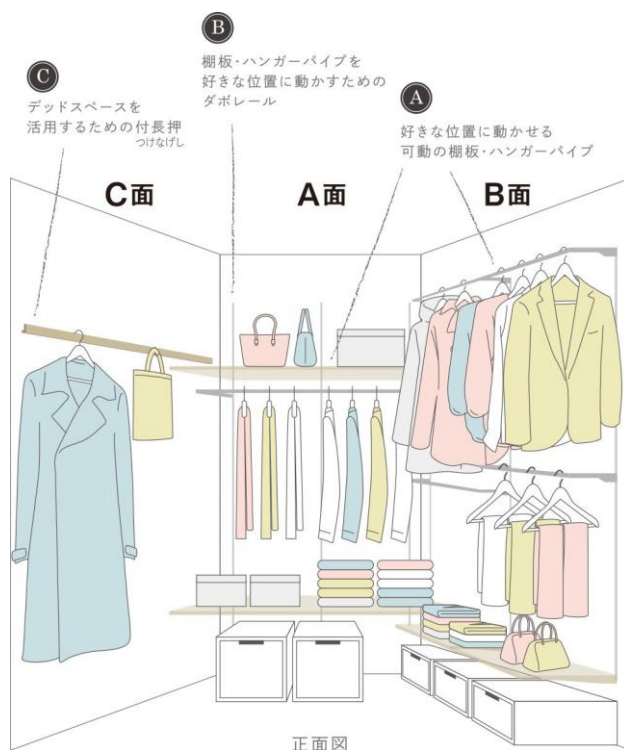 B
棚板・ハンガーパイプを
好きな位置に動かすための
ダボレール
C
デッドスペースを
活用するための付長押
つけなげし
A
好きな位置に動かせる
可動の棚板・ハンガーパイプ
C面
A面
B面
正面図